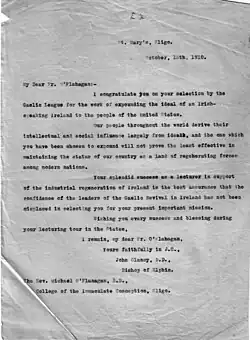 St. Mary's, Sligo.
October, 15th, 1910.
My Dear Mr. O'Flanagan:-
I congratulate you on your selection by the
Gaelic League for the work of expounding the ideal of an Irish-
speaking Ireland to the people of the United States.
Our people throughout the world derive their
intellectual and social influence largely from ideals, and the one which
you have been chosen to expound will not prove the least effective in
maintaining the status of our country as a land of regenerating forces
among modern nations.
Your splendid success as a lecturer in support
of the industrial regeneration of Ireland is the best assurance that the
confidence of the leaders of the Gaelic Revival in Ireland has not been
misplaced in selecting you for your present important mission.
Wishing you every success and blessing during
your lecturing tour in the States,
I remain, my dear Mr. O'Flanagan,
Yours faithfully in J.C.,
John Clancy, D.D.,
Bishop of Elphin.
The Rev. Michael O'Flanagan, B.D.,
College of the Immaculate Conception, Sligo.